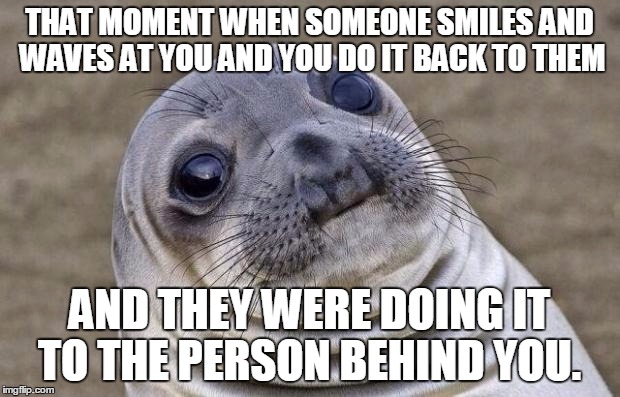 THAT MOMENT WHEN SOMEONE SMILES AND
WAVES AT YOU AND YOU DO IT BACK TO THEM
AND THEY WERE DOING IT
TO THE PERSON BEHIND YOU.
imgflip.com